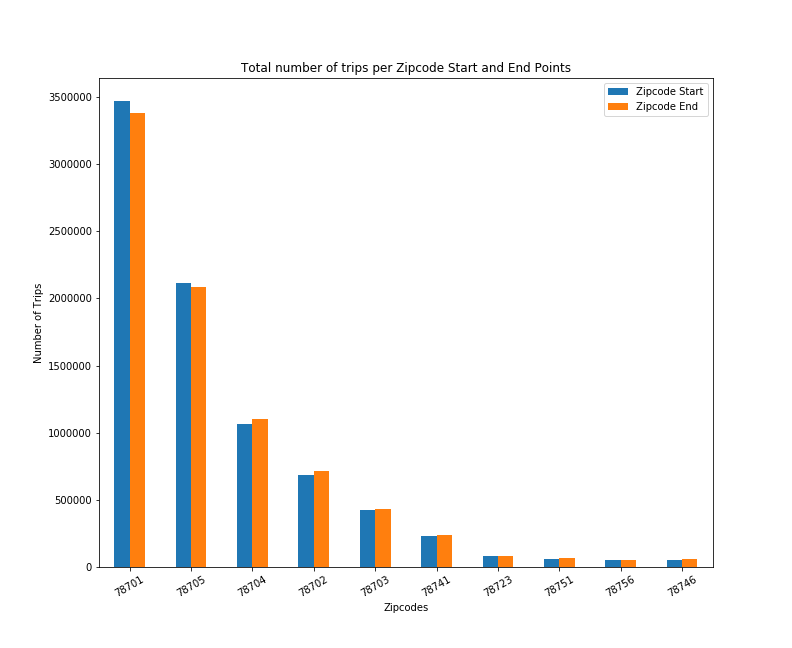 Total number of trips per Zipcode Start and End Points
Zipcode Start
Zipcode End
3500000
3000000
2500000
2000000
1500000
1000000
500000
0
Number of Trips
78701 78705 78704 78702 78703 78741 78723 78751 78756 78746
Zipcodes